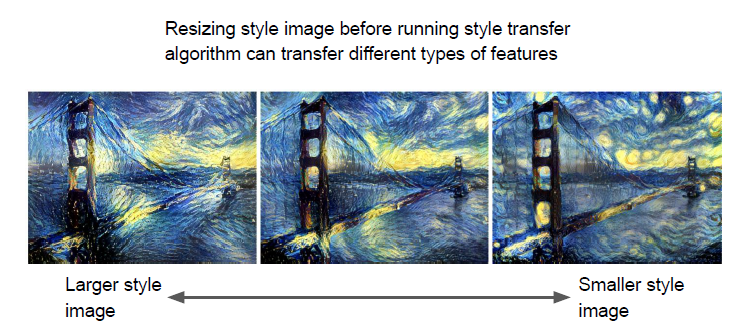 Resizing style image before running style transfer
algorithm can transfer different types of features
Larger style
image
Smaller style
image